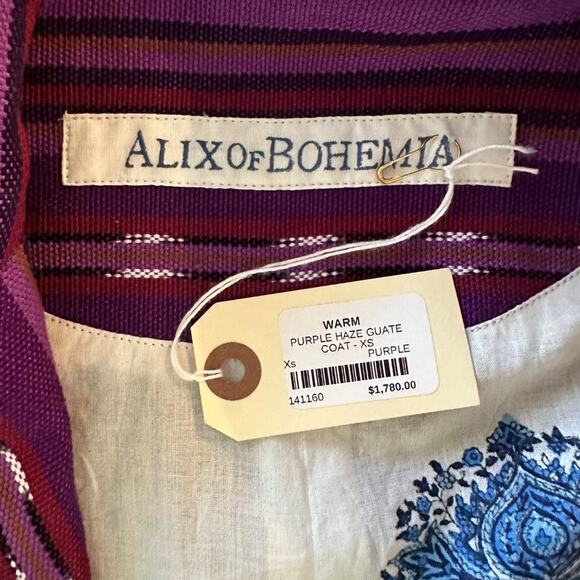 ALIX OF BOHEMIA
WARM
PURPLE HAZE GUATE
COAT - XS
Xs PURPLE
141160 $1,780.00